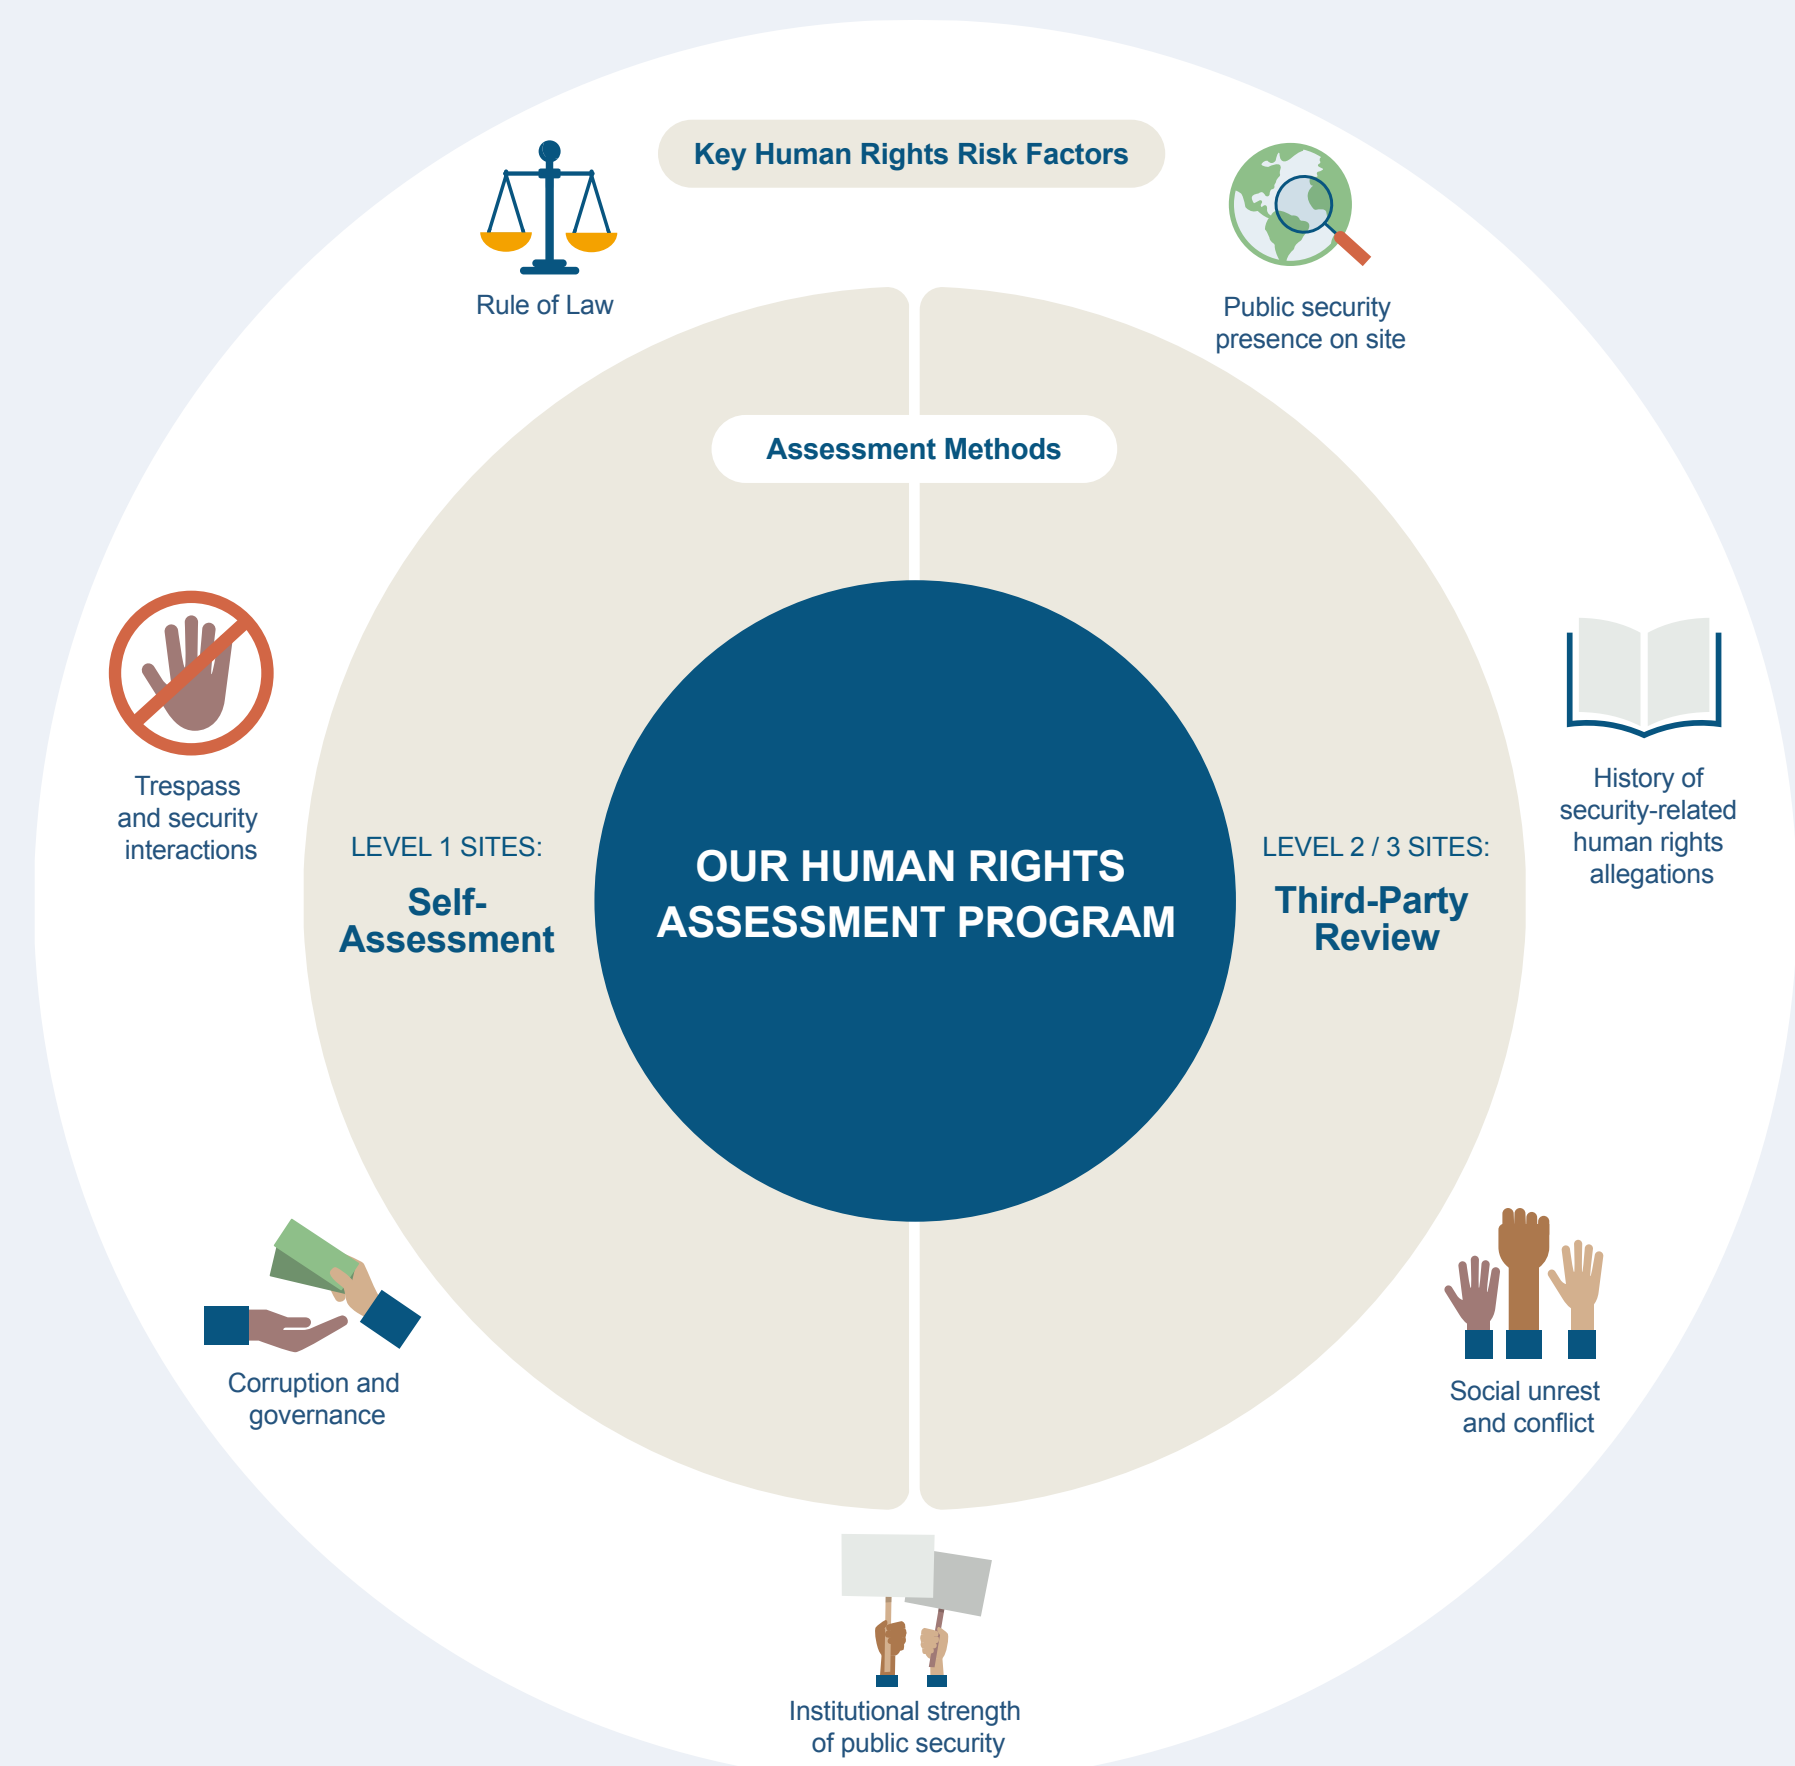 Key Human Rights Risk Factors
Rule of Law
Public security
presence on site
Assessment Methods
Trespass
and security
interactions
History of
security-related
human rights
allegations
LEVEL 1 SITES:
Self-
Assessment
OUR HUMAN RIGHTS
ASSESSMENT PROGRAM
LEVEL 2 / 3 SITES:
Third-Party
Review
Corruption and
governance
Social unrest
and conflict
Institutional strength
of public security